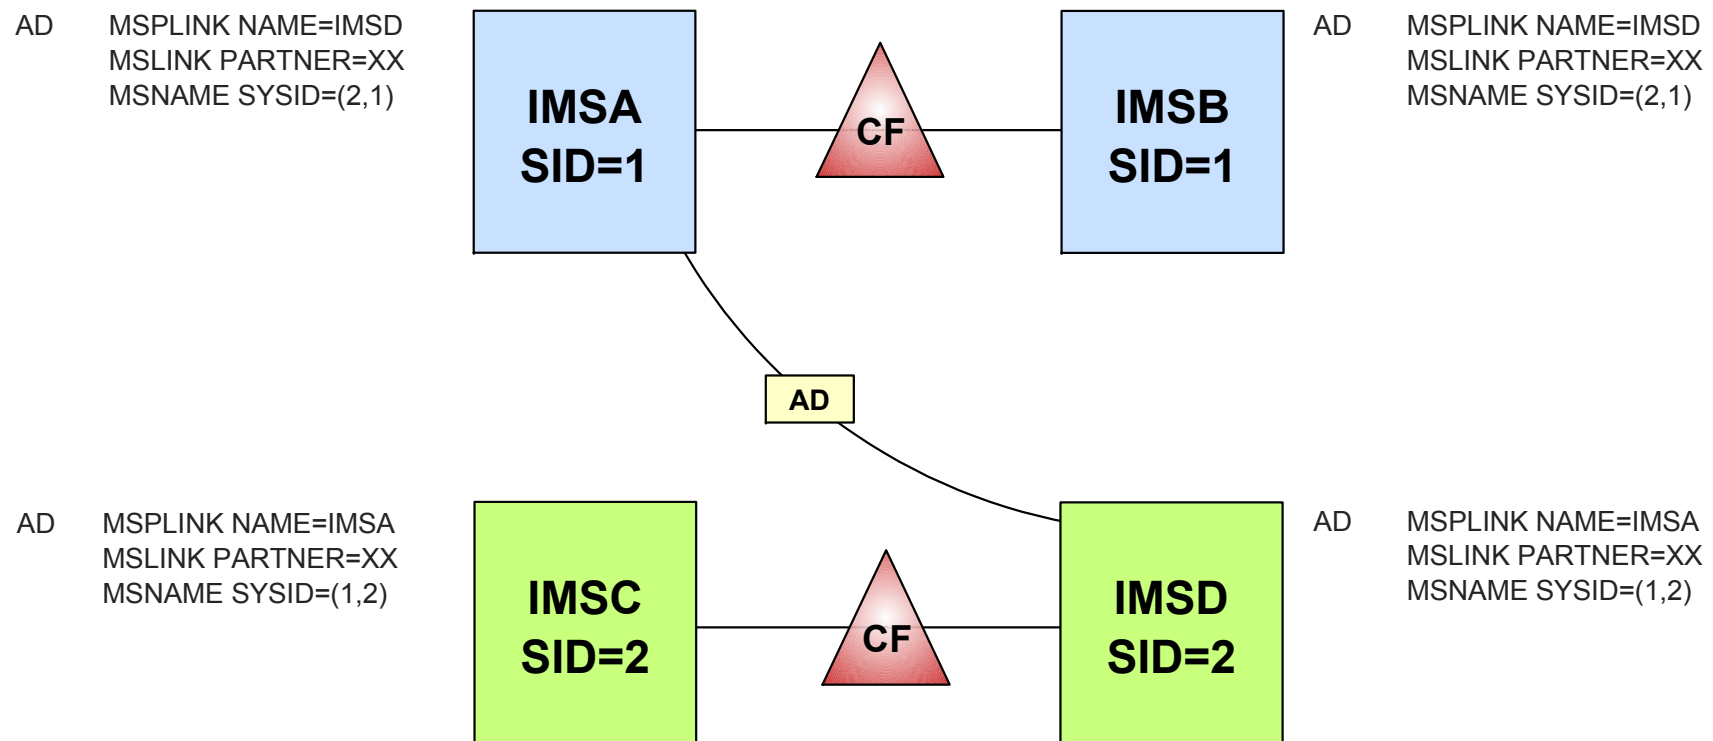 AD MSPLINK NAME=IMSD
MSLINK PARTNER=XX
MSNAME SYSID=(2,1)
IMSA
SID=1
CF
IMSB
SID=1
AD MSPLINK NAME=IMSD
MSLINK PARTNER=XX
MSNAME SYSID=(2,1)
AD
AD MSPLINK NAME=IMSA
MSLINK PARTNER=XX
MSNAME SYSID=(1,2)
IMSC
SID=2
CF
IMSD
SID=2
AD MSPLINK NAME=IMSA
MSLINK PARTNER=XX
MSNAME SYSID=(1,2)